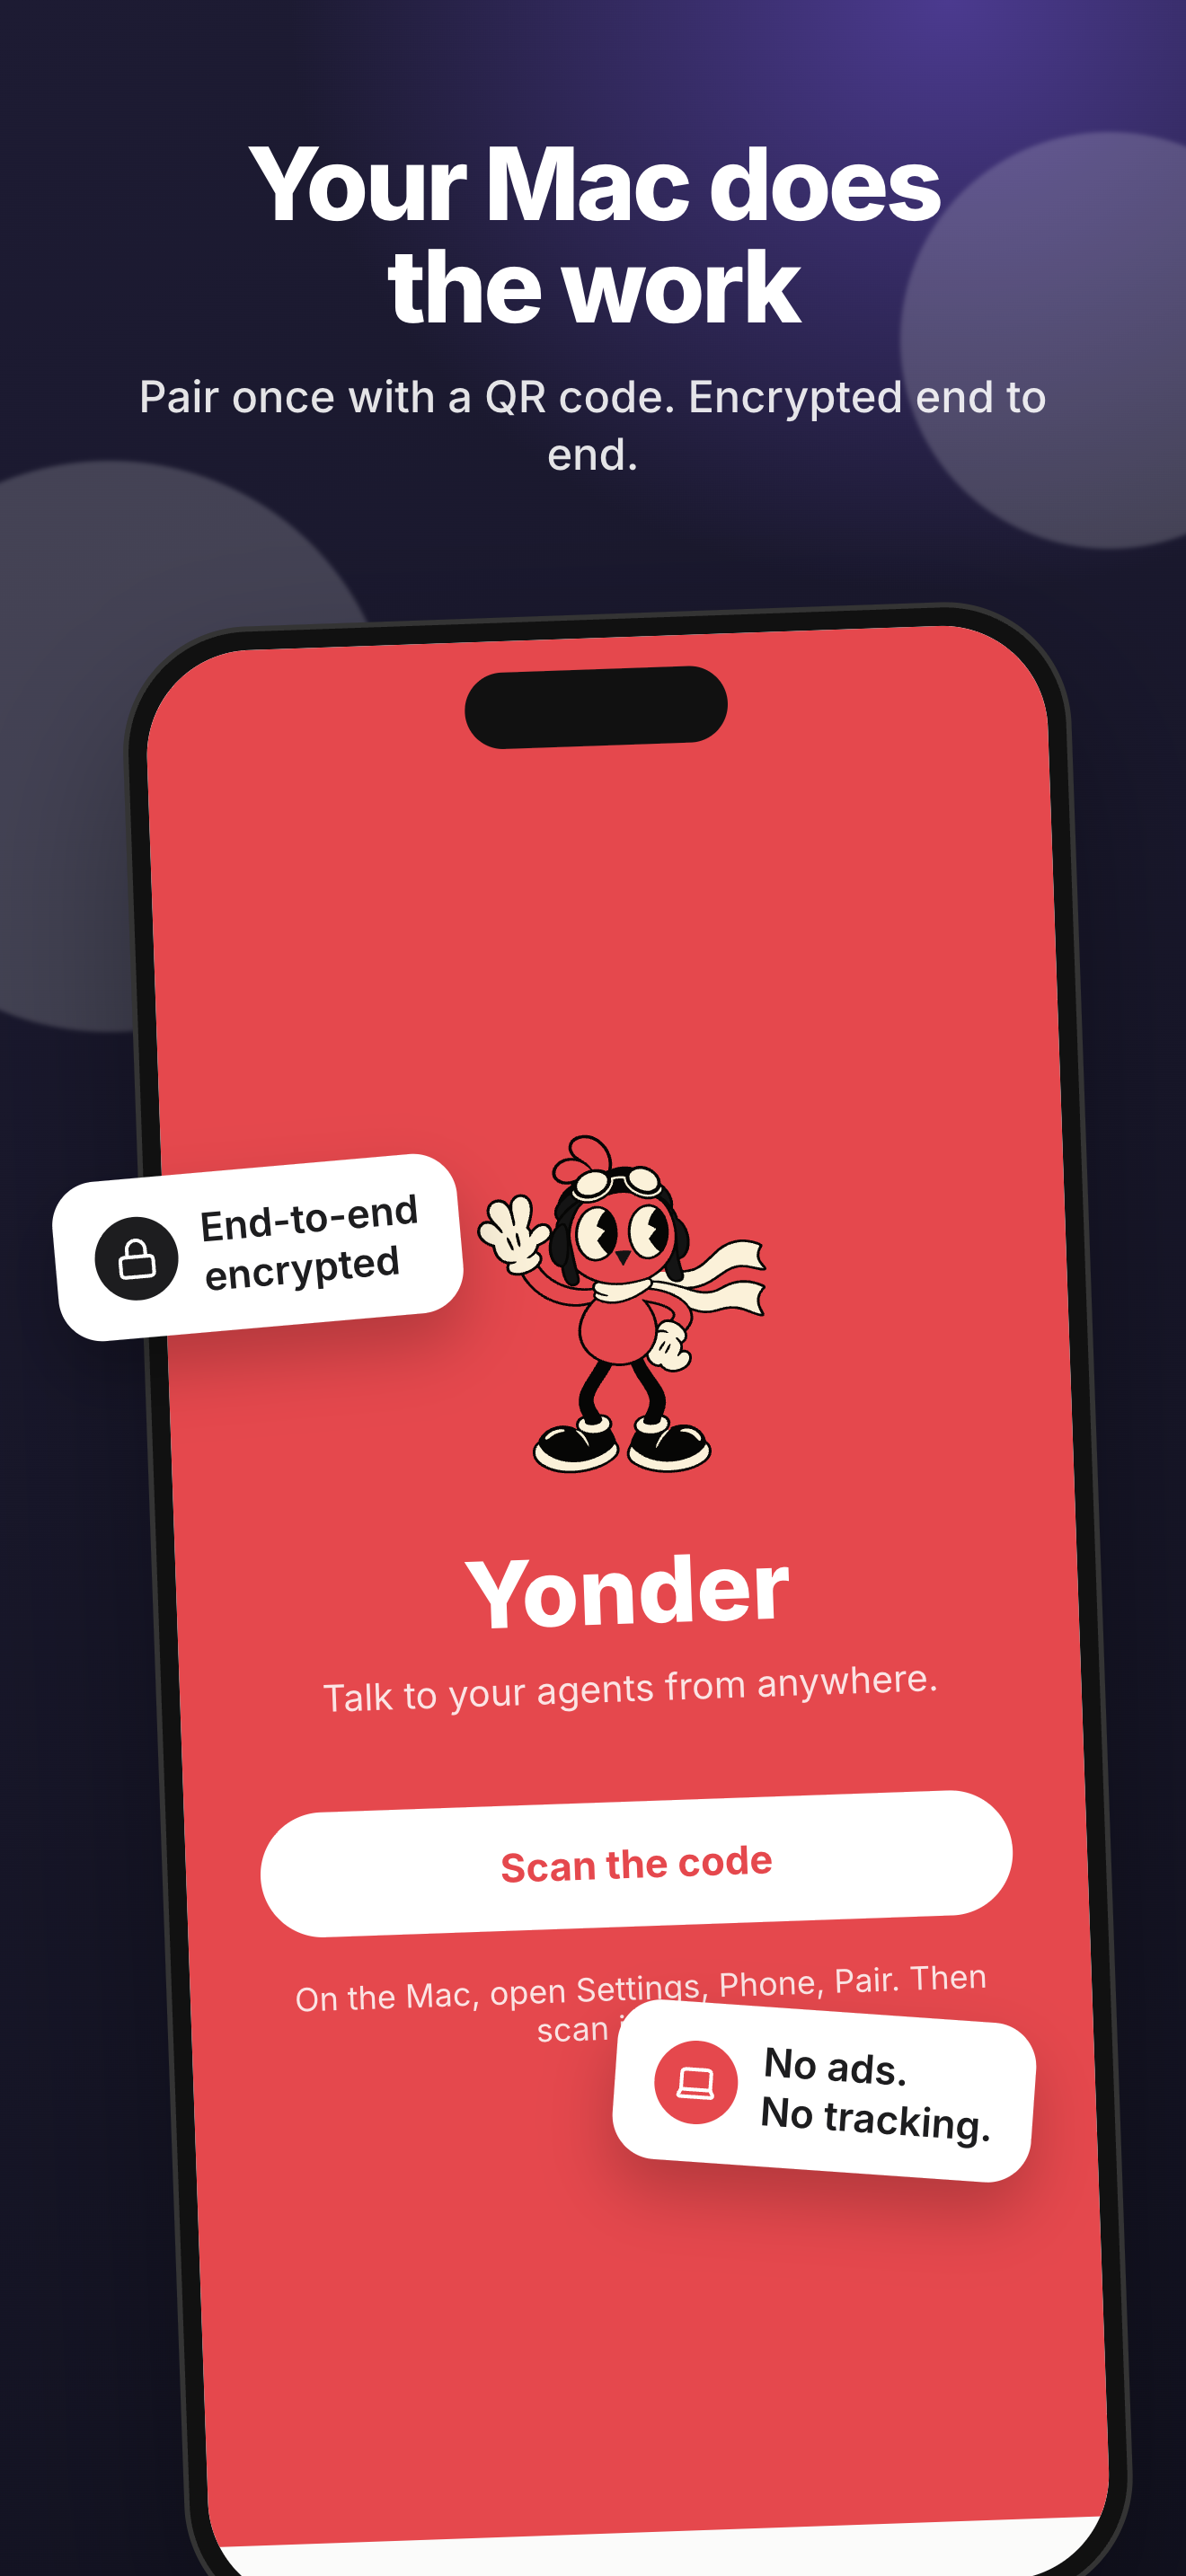 Your Mac does
the work
Pair once with a QR code. Encrypted end to
end.
End-to-end
encrypted
Yonder
Talk to your agents from anywhere.
Scan the code
On the Mac, open Settings, Phone, Pair. Then
scan
No ads.
No tracking.